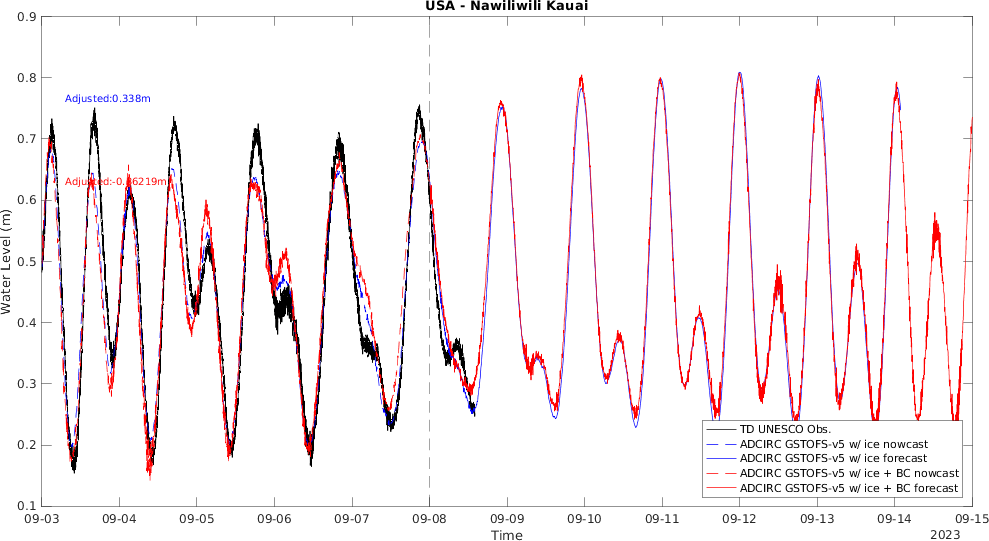 USA - Nawiliwili Kauai
0.9
0.8
0.7
0.6
0.5
0.4
0.3
0.2
0.1
Water Level (m)
Adjusted:0.338m
Adjusted:-0.06219m
TD UNESCO Obs.
ADCIRC GSTOFS-v5 w/ ice nowcast
ADCIRC GSTOFS-v5 w/ ice forecast
ADCIRC GSTOFS-v5 w/ ice + BC nowcast
ADCIRC GSTOFS-v5 w/ ice + BC forecast
09-03 09-04 09-05 09-06 09-07 09-08 09-09 09-10 09-11 09-12 09-13 09-14 09-15
Time
2023